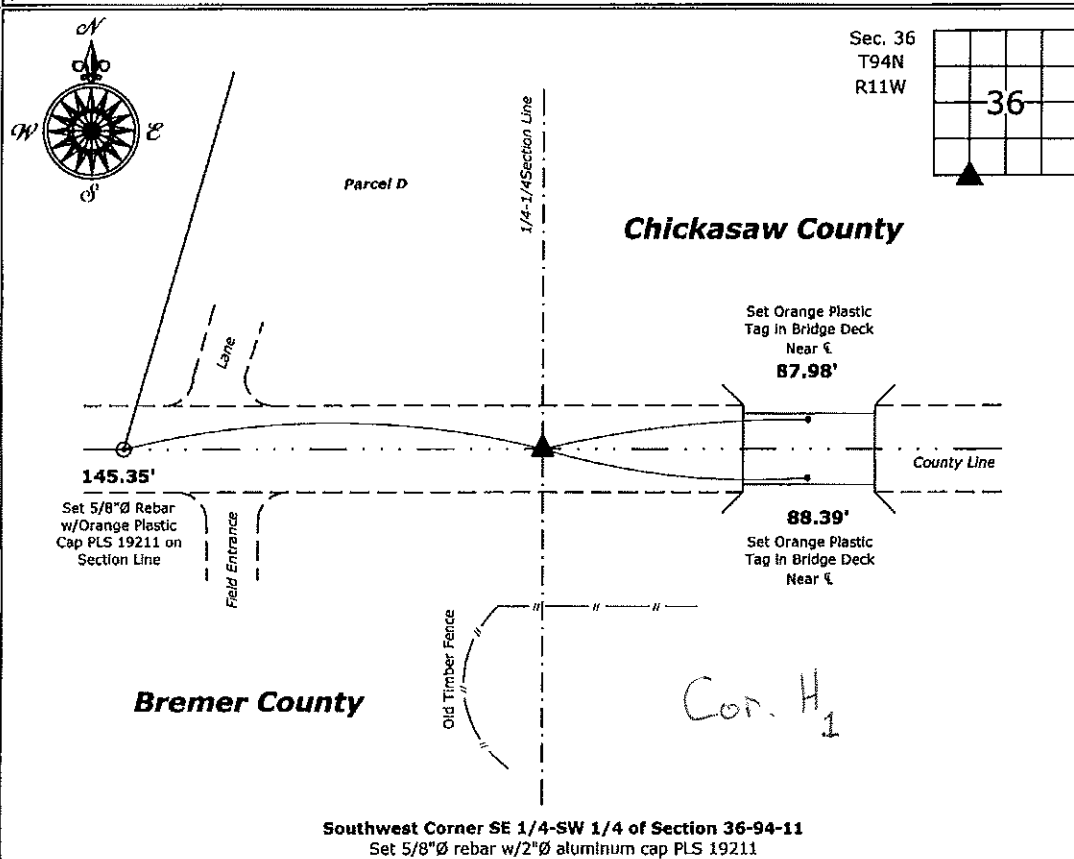 N
W
E
S
Sec. 36
T94N
R11W
36
Parcel D
1/4-1/4Section Line
Chickasaw County
Lane
Set Orange Plastic
Tag in Bridge Deck
Near ℄
87.98'
County Line
145.35'
Set 5/8"Ø Rebar
w/Orange Plastic
Cap PLS 19211 on
Section Line
Field Entrance
88.39'
Set Orange Plastic
Tag in Bridge Deck
Near ℄
Old Timber Fence
Bremer County
Cor. H1
Southwest Corner SE 1/4-SW 1/4 of Section 36-94-11
Set 5/8"Ø rebar w/2"Ø aluminum cap PLS 19211